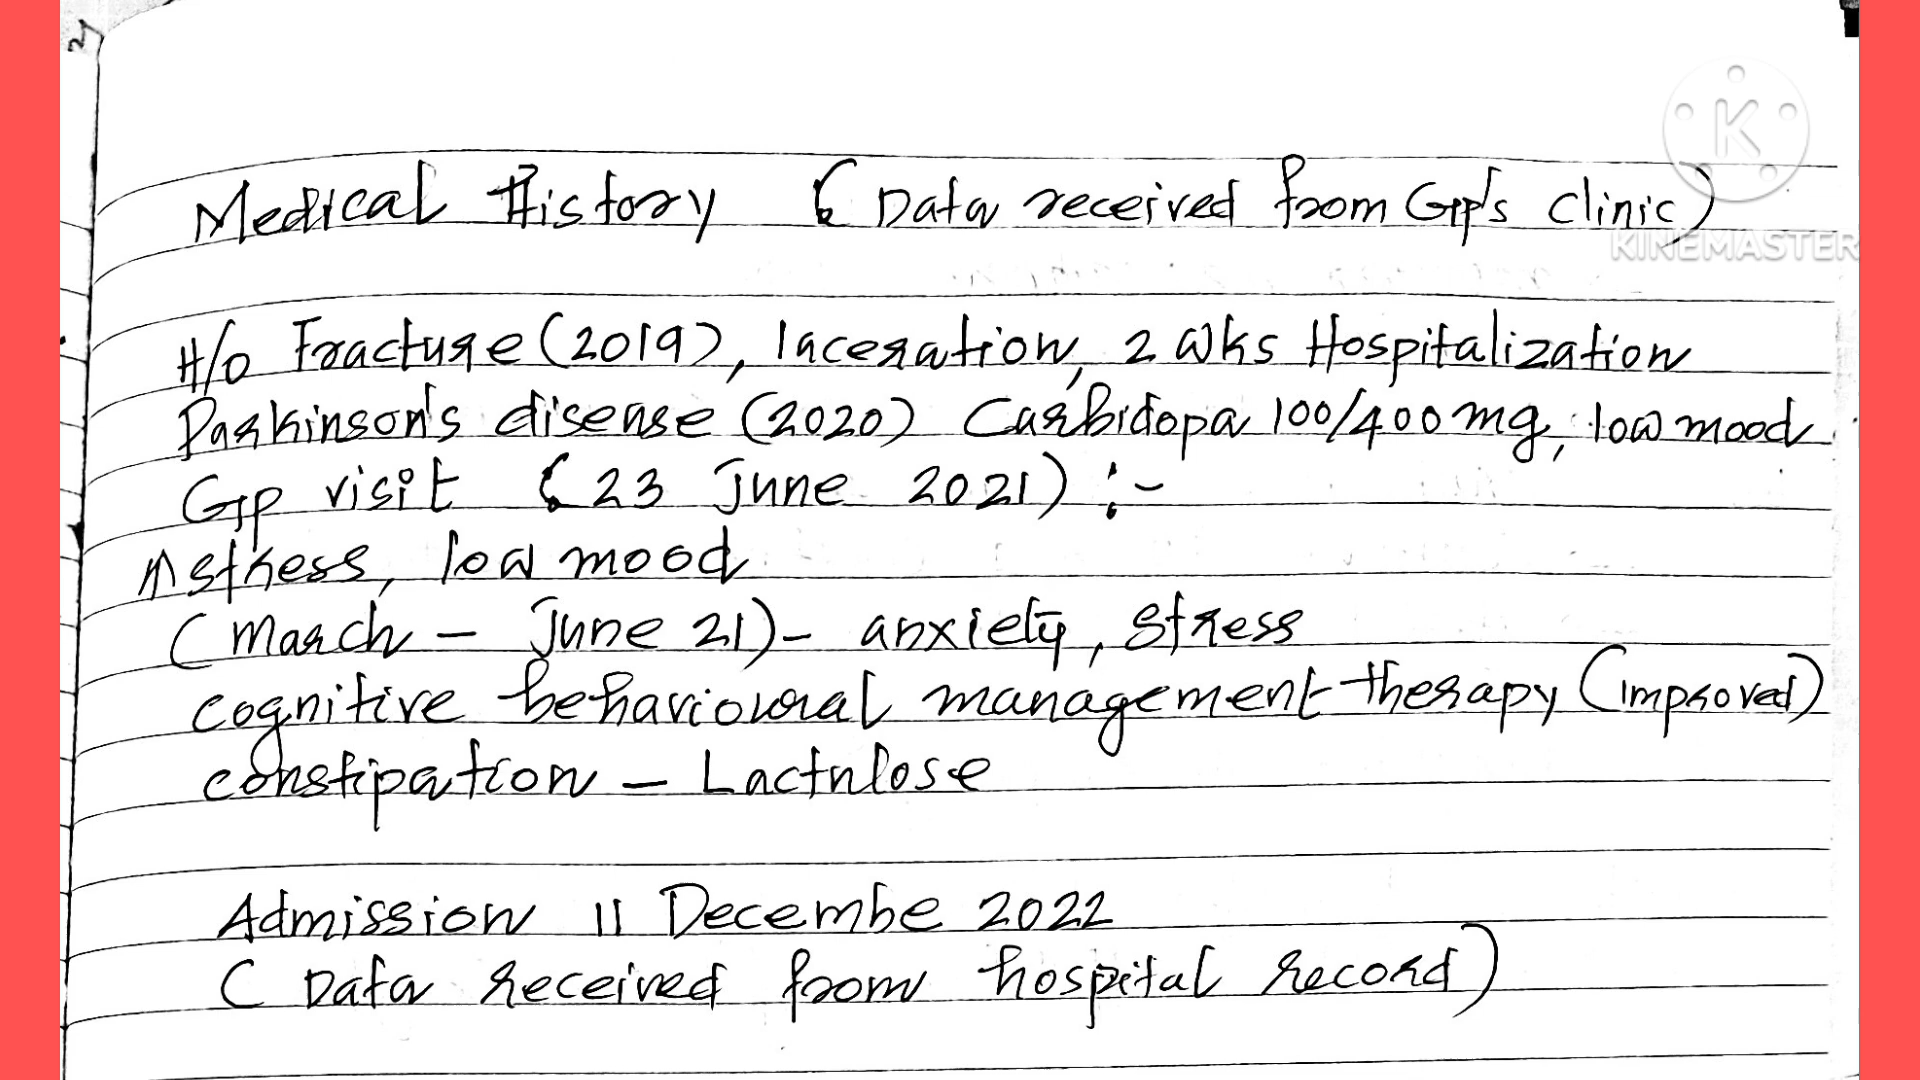 2)
Medical History (Data received from GP's clinic)
KINEMASTER
H/o Fracture (2019), laceration, 2 wks Hospitalization
Parkinson's disease (2020) Carbidopa 100/400mg, low mood
GP visit (23 June 2021) :-
↑ stress, low mood
(March - June 21) - anxiety, stress
cognitive behavioural management therapy (improved)
constipation - Lactulose
Admission 11 Decembe 2022
(Data received from hospital record)